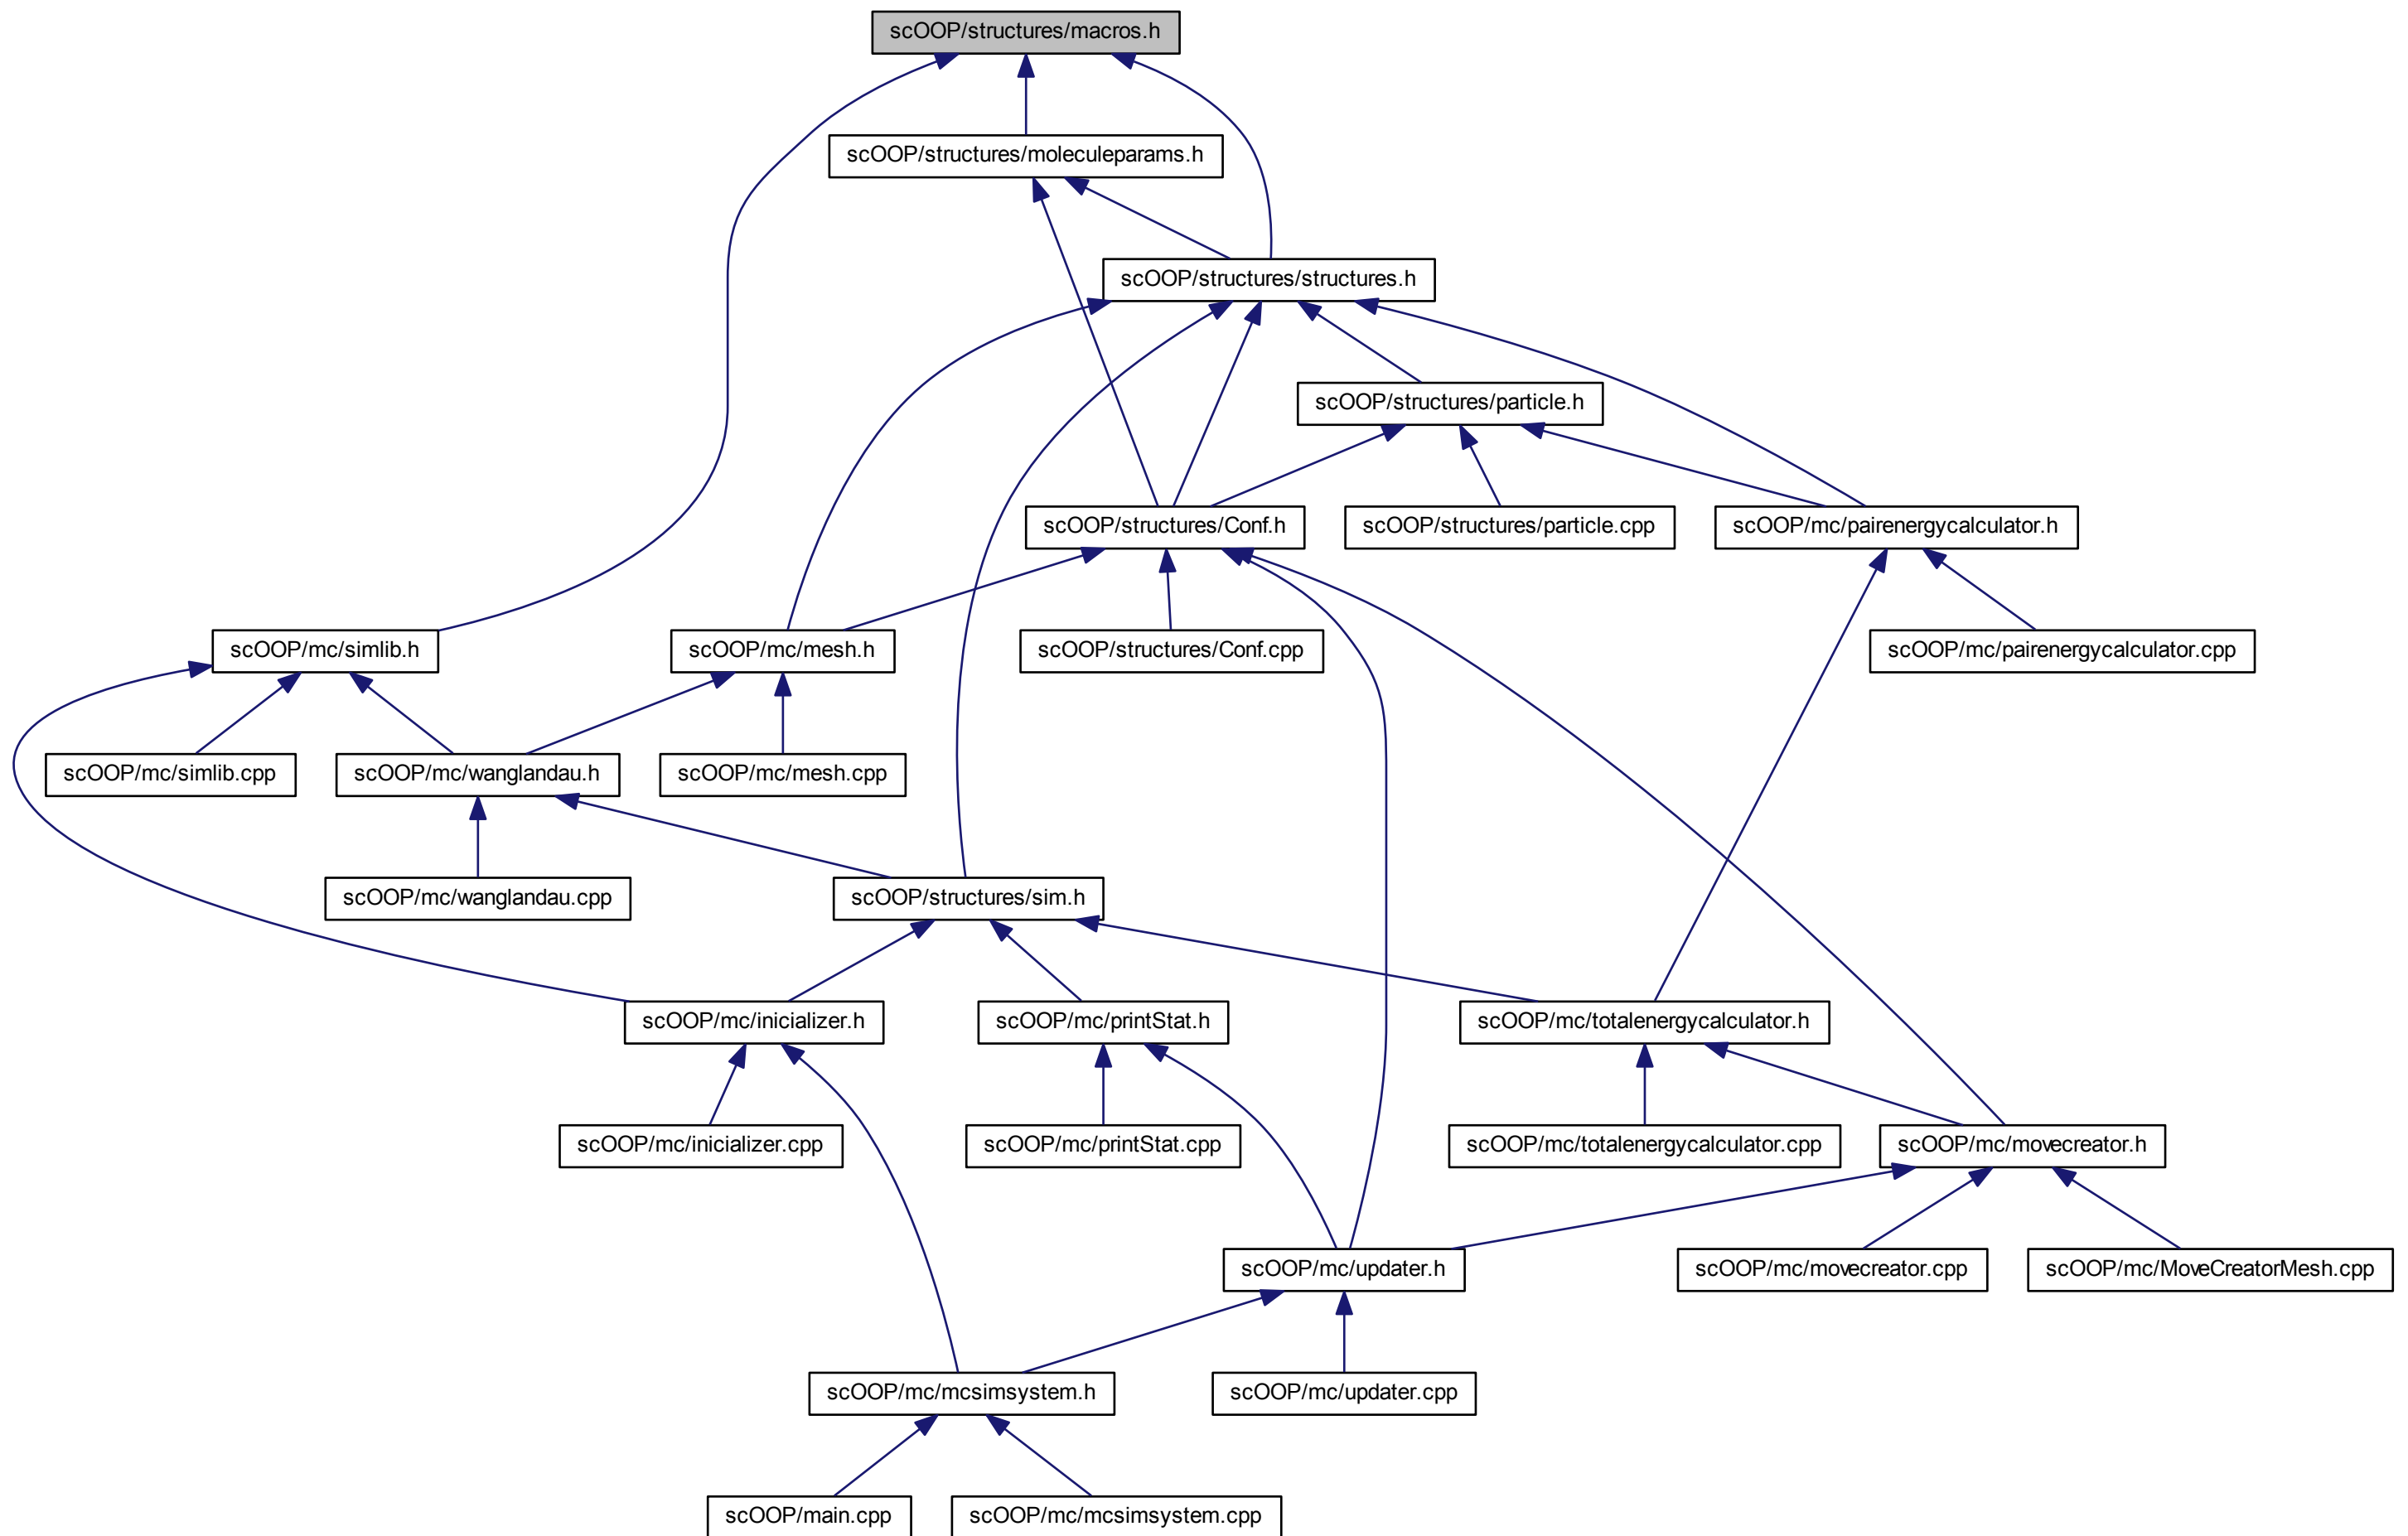 scOOP/structures/macros.h
scOOP/structures/moleculeparams.h
scOOP/structures/structures.h
scOOP/structures/particle.h
scOOP/structures/Conf.h
scOOP/structures/particle.cpp
scOOP/mc/pairenergycalculator.h
scOOP/mc/simlib.h
scOOP/mc/mesh.h
scOOP/structures/Conf.cpp
scOOP/mc/pairenergycalculator.cpp
scOOP/mc/simlib.cpp
scOOP/mc/wanglandau.h
scOOP/mc/mesh.cpp
scOOP/mc/wanglandau.cpp
scOOP/structures/sim.h
scOOP/mc/inicializer.h
scOOP/mc/printStat.h
scOOP/mc/totalenergycalculator.h
scOOP/mc/inicializer.cpp
scOOP/mc/printStat.cpp
scOOP/mc/totalenergycalculator.cpp
scOOP/mc/movecreator.h
scOOP/mc/updater.h
scOOP/mc/movecreator.cpp
scOOP/mc/MoveCreatorMesh.cpp
scOOP/mc/mcsimsystem.h
scOOP/mc/updater.cpp
scOOP/main.cpp
scOOP/mc/mcsimsystem.cpp